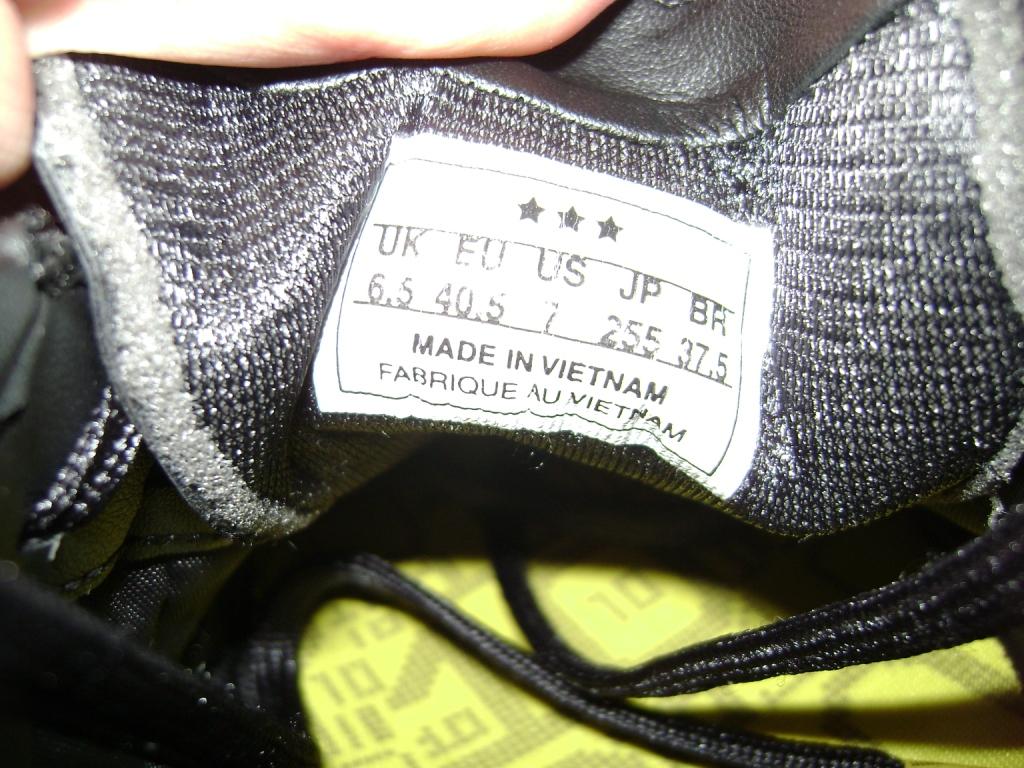 ★★★
UK EU US JP BR
6.5 40.5 7 255 37.5
MADE IN VIETNAM
FABRIQUE AU VIETNAM